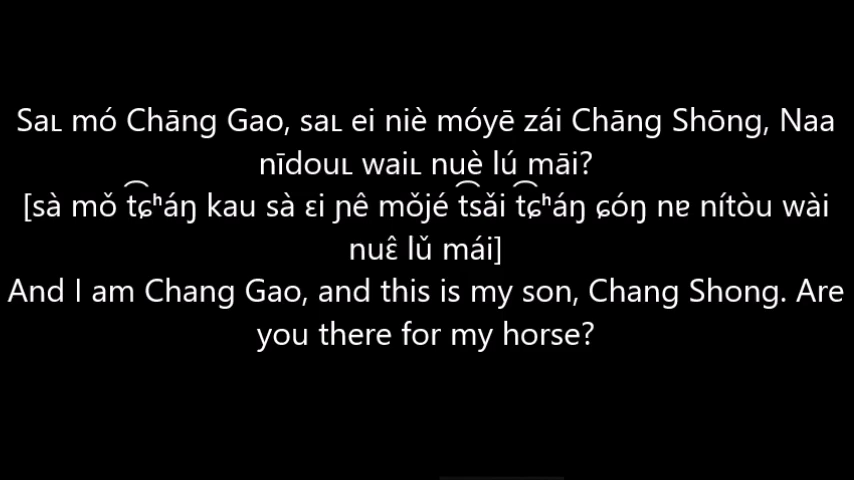 Saʟ mó Chāng Gao, saʟ ei niè móyē zái Chāng Shōng, Naa
nīdouʟ waiʟ nuè lú māi?
[sà mǒ t͡ɕʰáŋ kau sà ɛi ɲê mǒjé t͡sǎi t͡ɕʰáŋ ɕóŋ nɐ nítòu wài
nuɛ̂ lǔ mái]
And I am Chang Gao, and this is my son, Chang Shong. Are
you there for my horse?